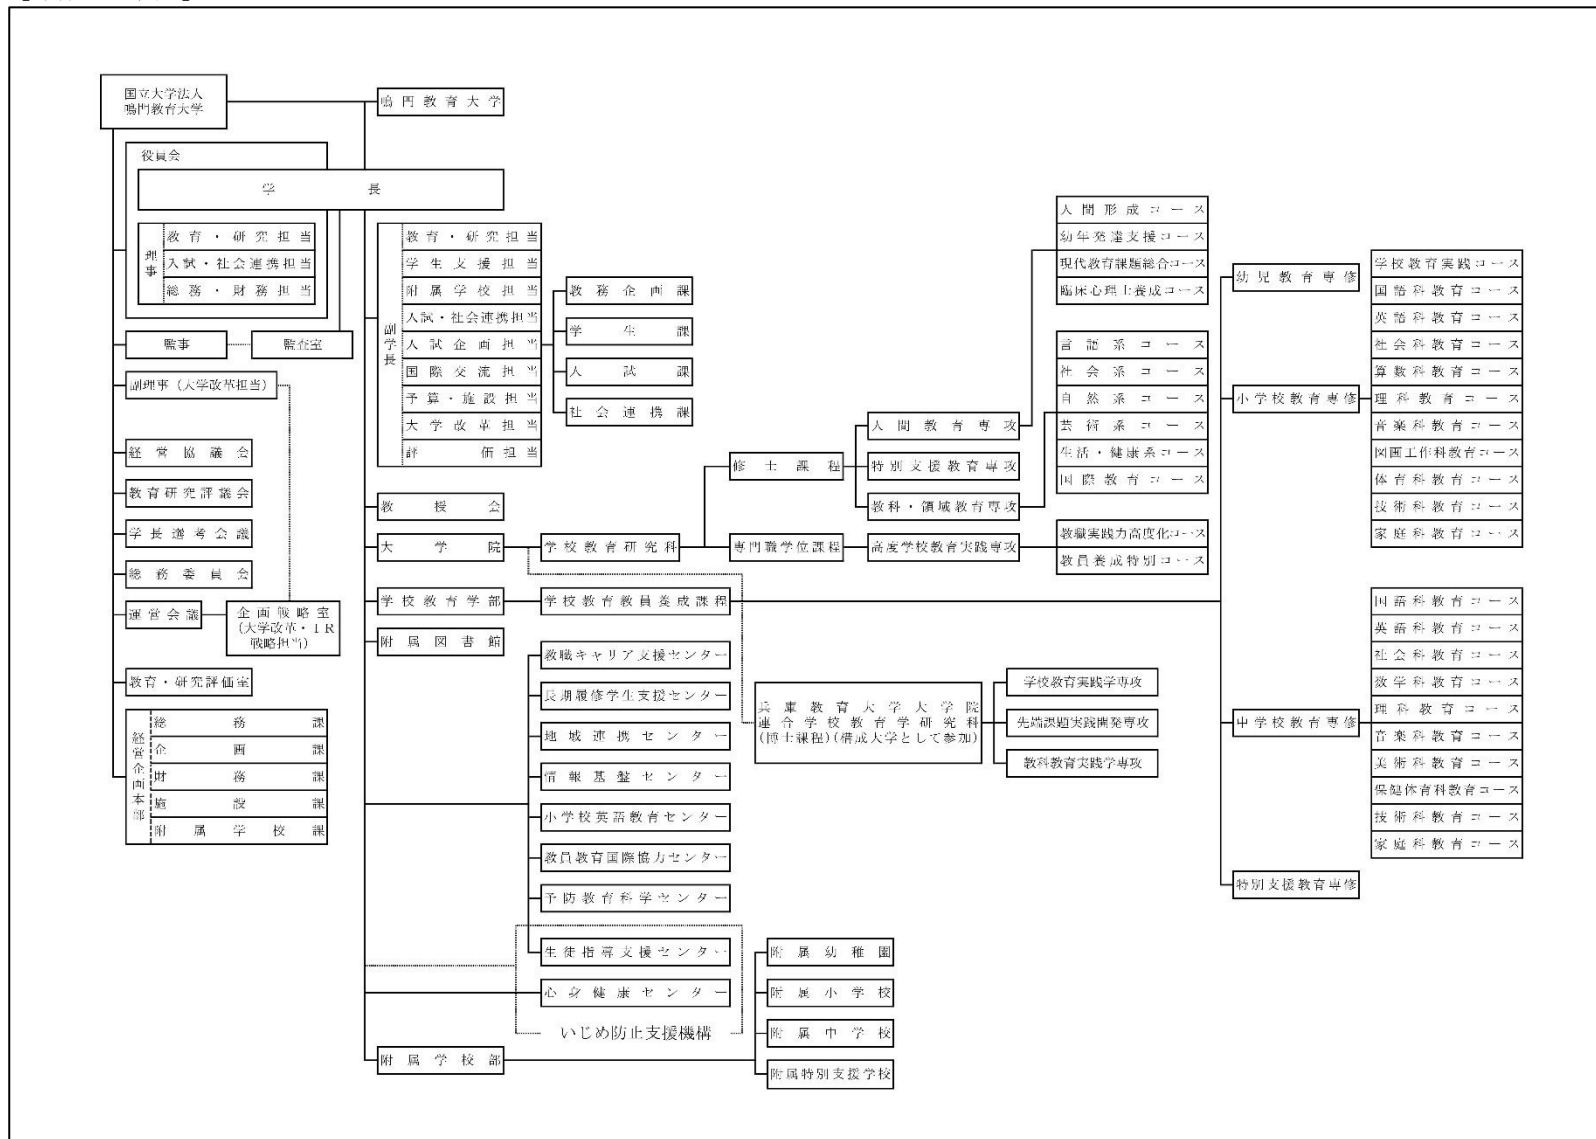 国立大学法人
鳴門教育大学
鳴門教育大学
役員会
学長
理事
教育・研究担当
入試・社会連携担当
総務・財務担当
監事
監査室
副理事（大学改革担当）
経営協議会
教育研究評議会
学長選考会議
総務委員会
運営会議
企画戦略室
(大学改革・IR
戦略担当)
教育・研究評価室
経営企画本部
総務課
企画課
財務課
施設課
附属学校課
副学長
教育・研究担当
学生支援担当
附属学校担当
入試・社会連携担当
入試企画担当
国際交流担当
予算・施設担当
大学改革担当
評価担当
教務企画課
学生課
入試課
社会連携課
教授会
大学院
学校教育研究科
修士課程
人間教育専攻
特別支援教育専攻
教科・領域教育専攻
専門職学位課程
高度学校教育実践専攻
人間形成コース
幼年発達支援コース
現代教育課題総合コース
臨床心理士養成コース
言語系コース
社会系コース
自然系コース
芸術系コース
生活・健康系コース
国際教育コース
教職実践力高度化コース
教員養成特別コース
学校教育学部
学校教育教員養成課程
附属図書館
教職キャリア支援センター
長期履修学生支援センター
地域連携センター
情報基盤センター
小学校英語教育センター
教員教育国際協力センター
予防教育科学センター
生徒指導支援センター
心身健康センター
いじめ防止支援機構
附属学校部
附属幼稚園
附属小学校
附属中学校
附属特別支援学校
兵庫教育大学大学院
連合学校教育学研究科
(博士課程)(構成大学として参加)
学校教育実践学専攻
先端課題実践開発専攻
教科教育実践学専攻
幼児教育専修
小学校教育専修
中学校教育専修
特別支援教育専修
学校教育実践コース
国語科教育コース
英語科教育コース
社会科教育コース
算数科教育コース
理科教育コース
音楽科教育コース
図画工作科教育コース
体育科教育コース
技術科教育コース
家庭科教育コース
国語科教育コース
英語科教育コース
社会科教育コース
数学科教育コース
理科教育コース
音楽科教育コース
美術科教育コース
保健体育科教育コース
技術科教育コース
家庭科教育コース